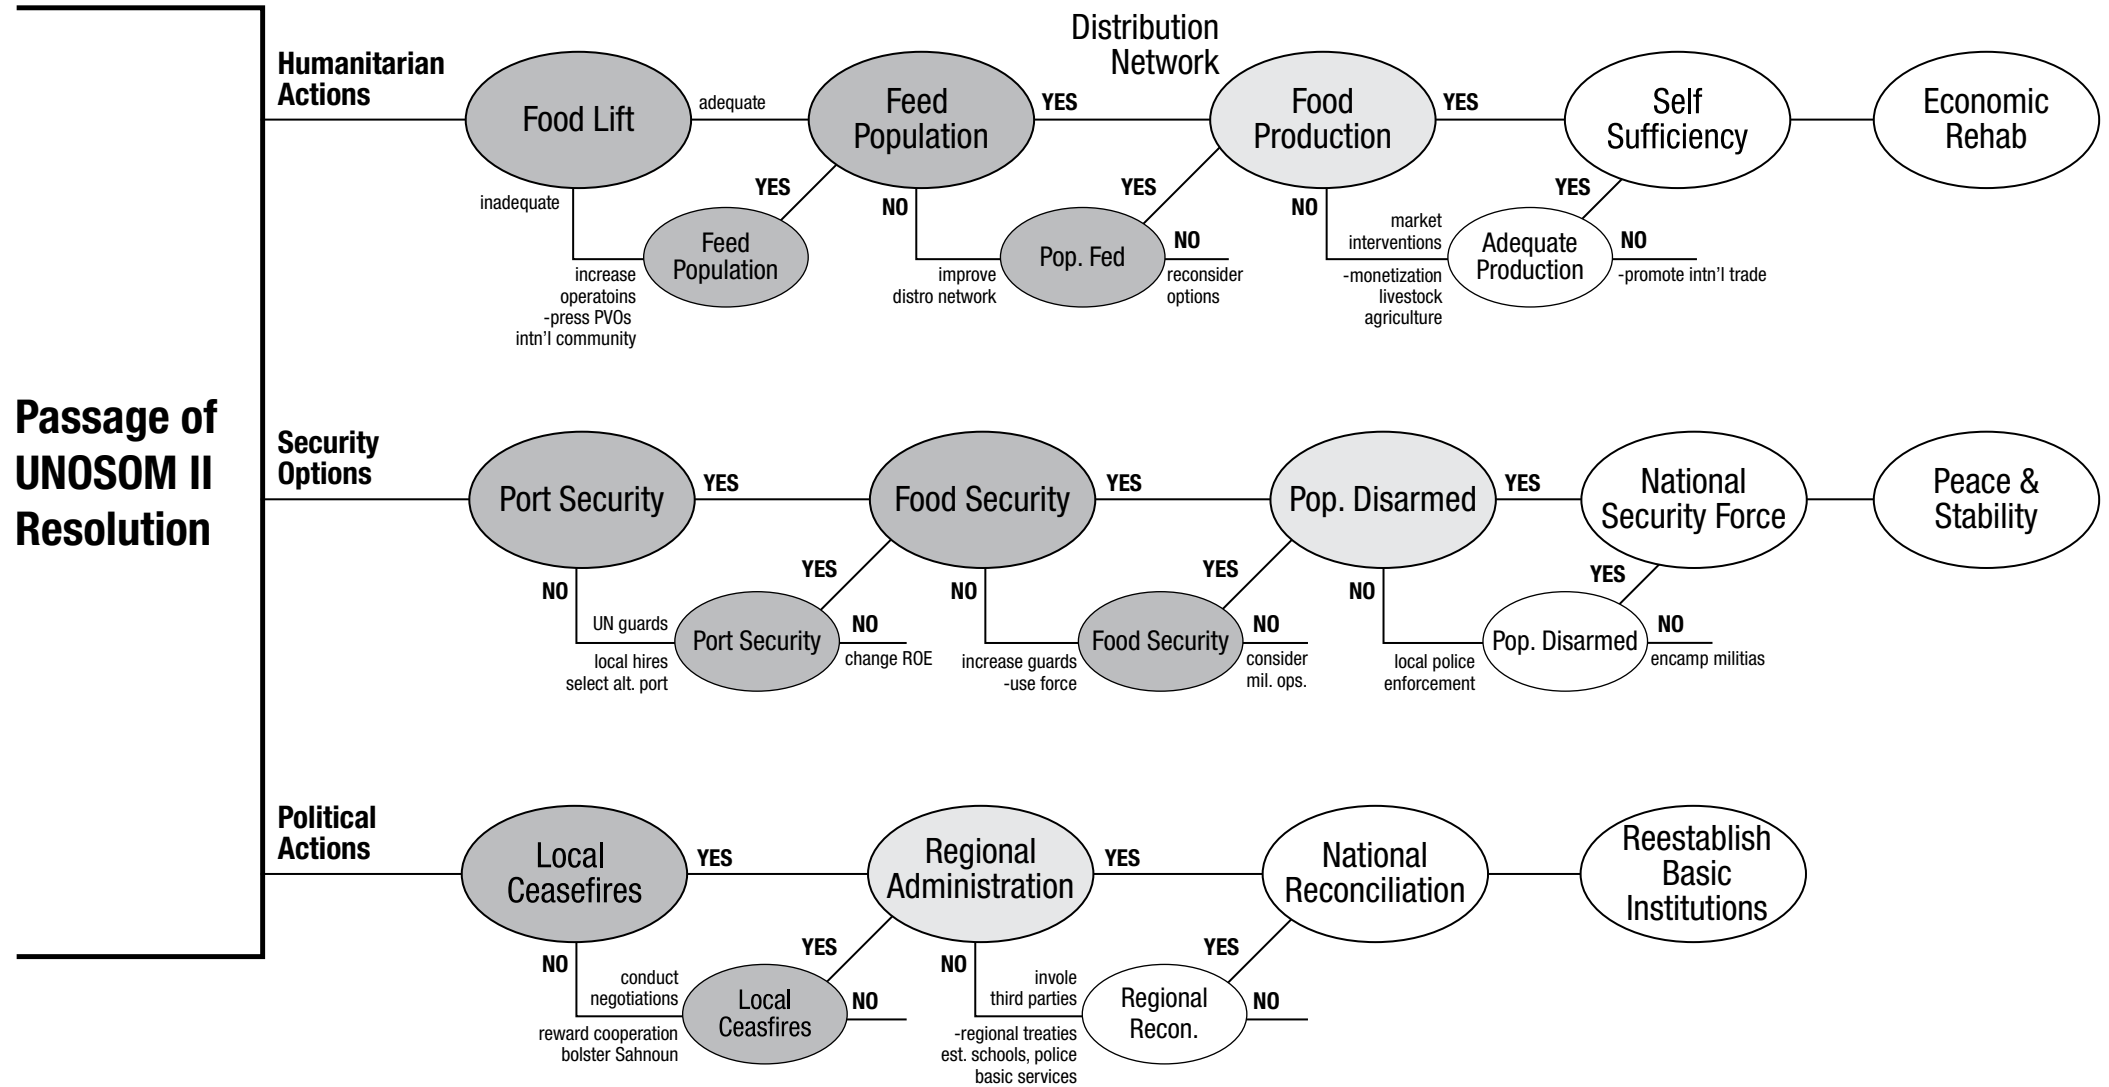 Passage of
UNOSOM II
Resolution
Humanitarian
Actions
Food Lift
adequate
inadequate
increase
operatoins
-press PVOs
intn'l community
Feed
Population
YES
Feed
Population
YES
NO
improve
distro network
Pop. Fed
YES
NO
reconsider
options
Distribution
Network
Food
Production
YES
NO
market
interventions
-monetization
livestock
agriculture
Adequate
Production
YES
NO
-promote intn'l trade
Self
Sufficiency
Economic
Rehab
Security
Options
Port Security
YES
NO
UN guards
local hires
select alt. port
Port Security
YES
NO
change ROE
Food Security
YES
NO
increase guards
-use force
Food Security
YES
NO
consider
mil. ops.
Pop. Disarmed
YES
NO
local police
enforcement
Pop. Disarmed
YES
NO
encamp militias
National
Security Force
Peace &
Stability
Political
Actions
Local
Ceasefires
YES
NO
conduct
negotiations
reward cooperation
bolster Sahnoun
Local
Ceasfires
YES
NO
Regional
Administration
YES
NO
invole
third parties
-regional treaties
est. schools, police
basic services
Regional
Recon.
YES
NO
National
Reconciliation
Reestablish
Basic
Institutions